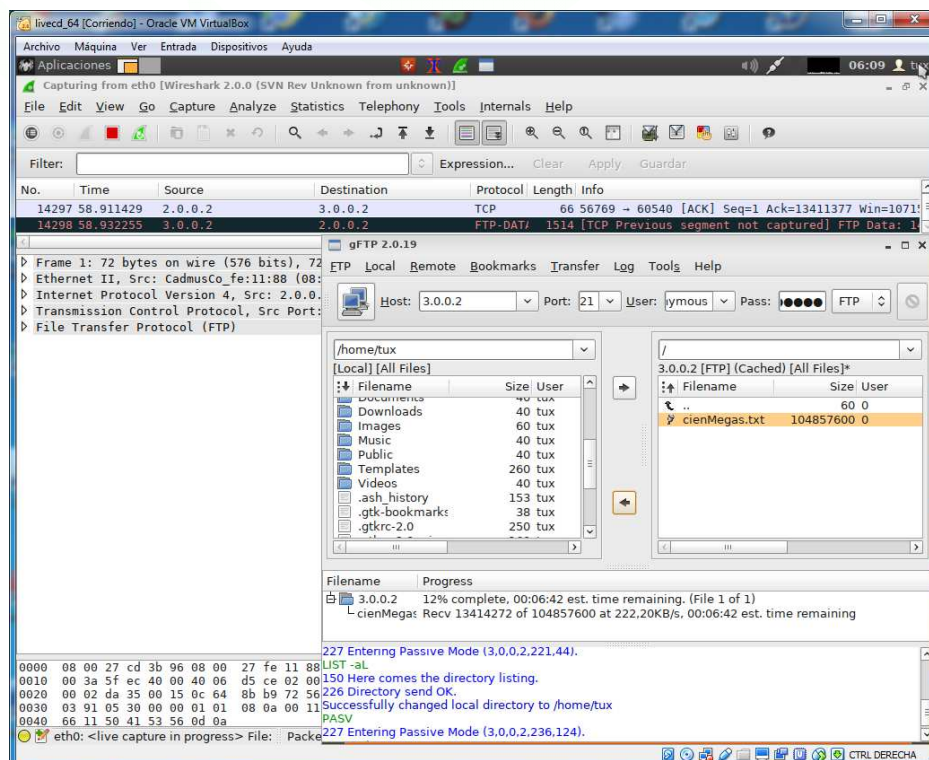 livecd_64 [Corriendo] - Oracle VM VirtualBox
Archivo Máquina Ver Entrada Dispositivos Ayuda
Aplicaciones 06:09 tux
Capturing from eth0 [Wireshark 2.0.0 (SVN Rev Unknown from unknown)]
File Edit View Go Capture Analyze Statistics Telephony Tools Internals Help
Filter: Expression... Clear Apply Guardar
No. Time Source Destination Protocol Length Info
14297 58.911429 2.0.0.2 3.0.0.2 TCP 66 56769 → 60540 [ACK] Seq=1 Ack=13411377 Win=1071
14298 58.932255 3.0.0.2 2.0.0.2 FTP-DATA 1514 [TCP Previous segment not captured] FTP Data: 1
Frame 1: 72 bytes on wire (576 bits), 72
Ethernet II, Src: CadmusCo_fe:11:88 (08:
Internet Protocol Version 4, Src: 2.0.0.
Transmission Control Protocol, Src Port:
File Transfer Protocol (FTP)
gFTP 2.0.19
FTP Local Remote Bookmarks Transfer Log Tools Help
Host: 3.0.0.2 Port: 21 User: iymous Pass: ●●●●● FTP
/home/tux
[Local] [All Files]
Filename Size User
Documents 40 tux
Downloads 40 tux
Images 60 tux
Music 40 tux
Public 40 tux
Templates 260 tux
Videos 40 tux
.ash_history 153 tux
.gtk-bookmarks 38 tux
.gtkrc-2.0 250 tux
/
3.0.0.2 [FTP] (Cached) [All Files]*
Filename Size User
.. 60 0
cienMegas.txt 104857600 0
Filename Progress
3.0.0.2 12% complete, 00:06:42 est. time remaining. (File 1 of 1)
cienMegas Recv 13414272 of 104857600 at 222,20KB/s, 00:06:42 est. time remaining
227 Entering Passive Mode (3,0,0,2,221,44).
LIST -aL
150 Here comes the directory listing.
226 Directory send OK.
Successfully changed local directory to /home/tux
PASV
227 Entering Passive Mode (3,0,0,2,236,124).
0000 08 00 27 cd 3b 96 08 00 27 fe 11 88
0010 00 3a 5f ec 40 00 40 06 d5 ce 02 00
0020 00 02 da 35 00 15 0c 64 8b b9 72 56
0030 03 91 05 30 00 00 01 01 08 0a 00 11
0040 66 11 50 41 53 56 0d 0a
eth0: <live capture in progress> File: Packe
CTRL DERECHA